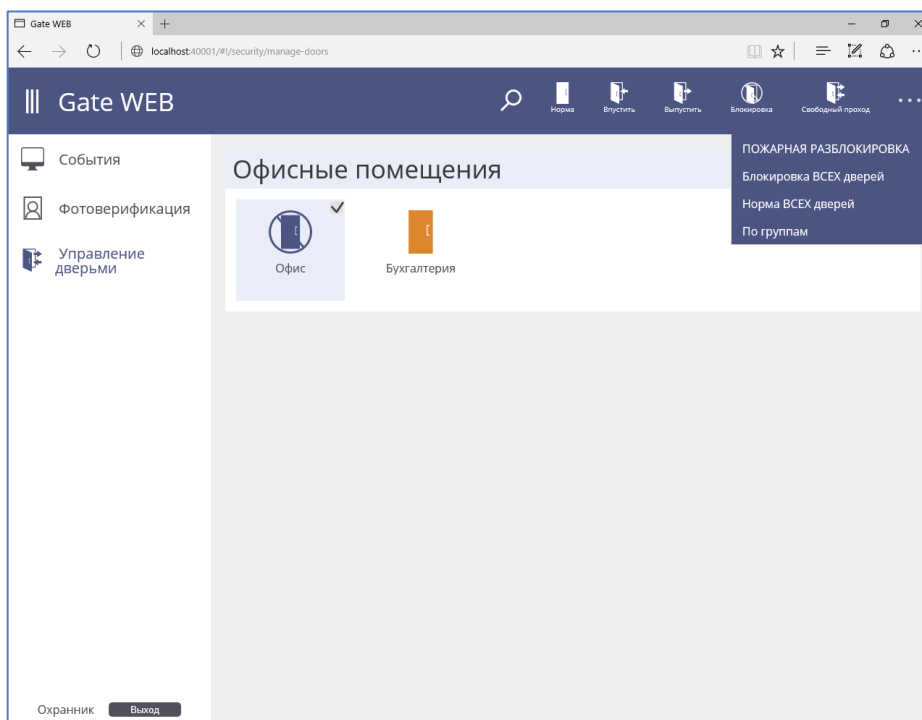 Gate WEB
localhost:40001/#!/security/manage-doors
Gate WEB
Норма
Впустить
Выпустить
Блокировка
Свободный проход
ПОЖАРНАЯ РАЗБЛОКИРОВКА
Блокировка ВСЕХ дверей
Норма ВСЕХ дверей
По группам
События
Фотоверификация
Управление
дверьми
Офисные помещения
Офис
Бухгалтерия
Охранник
Выход